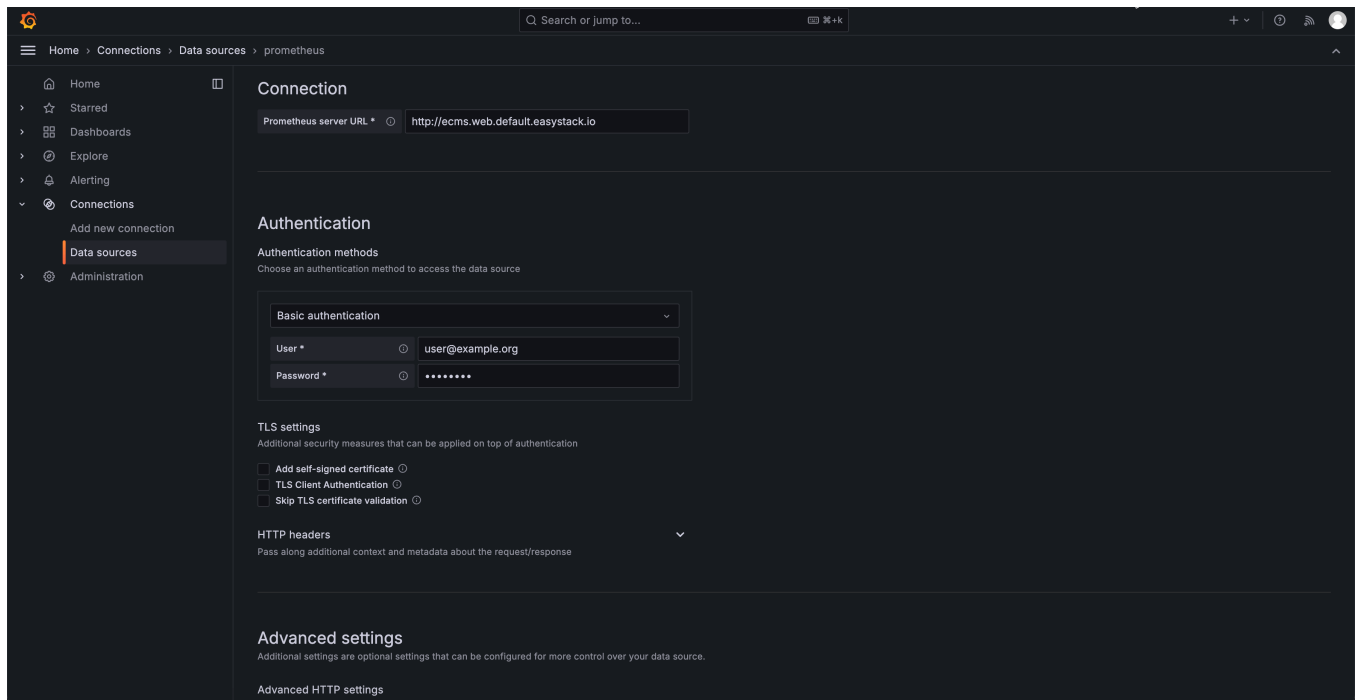 Search or jump to...
⌘+k
Home › Connections › Data sources › prometheus
Home
Starred
Dashboards
Explore
Alerting
Connections
Add new connection
Data sources
Administration
Connection
Prometheus server URL *
http://ecms.web.default.easystack.io
Authentication
Authentication methods
Choose an authentication method to access the data source
Basic authentication
User *
user@example.org
Password *
••••••••
TLS settings
Additional security measures that can be applied on top of authentication
Add self-signed certificate
TLS Client Authentication
Skip TLS certificate validation
HTTP headers
Pass along additional context and metadata about the request/response
Advanced settings
Additional settings are optional settings that can be configured for more control over your data source.
Advanced HTTP settings